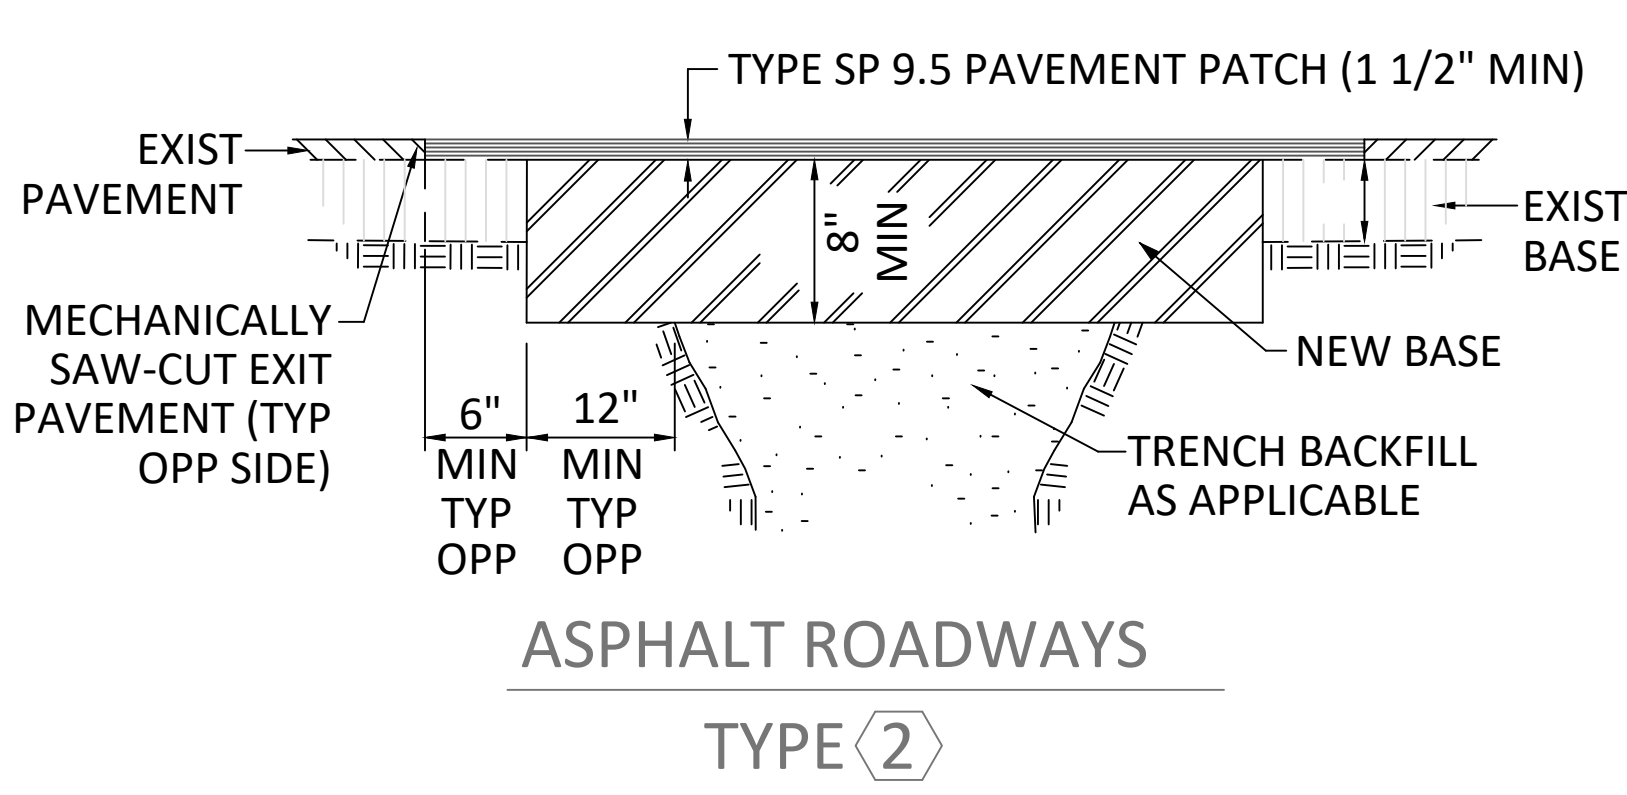 TYPE SP 9.5 PAVEMENT PATCH (1 1/2" MIN)
EXIST
PAVEMENT
8"
MIN
EXIST
BASE
MECHANICALLY
SAW-CUT EXIT
PAVEMENT (TYP
OPP SIDE)
NEW BASE
6"
MIN
TYP
OPP
12"
MIN
TYP
OPP
TRENCH BACKFILL
AS APPLICABLE
ASPHALT ROADWAYS
TYPE 2